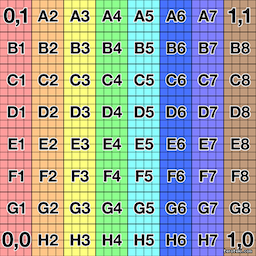 0,1 A2 A3 A4 A5 A6 A7 1,1
B1 B2 B3 B4 B5 B6 B7 B8
C1 C2 C3 C4 C5 C6 C7 C8
D1 D2 D3 D4 D5 D6 D7 D8
E1 E2 E3 E4 E5 E6 E7 E8
F1 F2 F3 F4 F5 F6 F7 F8
G1 G2 G3 G4 G5 G6 G7 G8
0,0 H2 H3 H4 H5 H6 H7 1,0